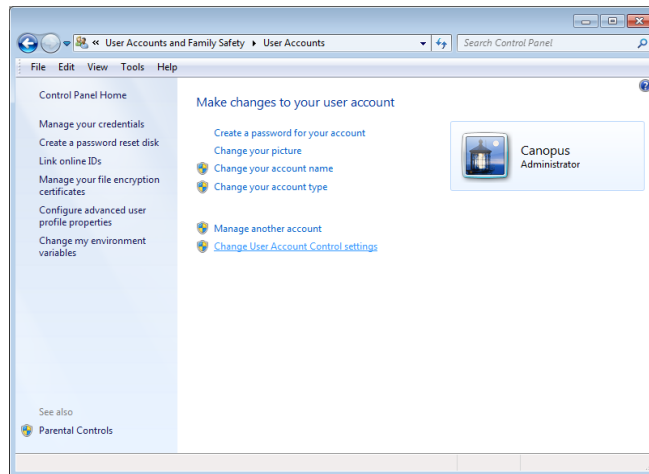 « User Accounts and Family Safety ▸ User Accounts
Search Control Panel
File Edit View Tools Help
Control Panel Home
Manage your credentials
Create a password reset disk
Link online IDs
Manage your file encryption
certificates
Configure advanced user
profile properties
Change my environment
variables
See also
Parental Controls
Make changes to your user account
Create a password for your account
Change your picture
Change your account name
Change your account type
Manage another account
Change User Account Control settings
Canopus
Administrator